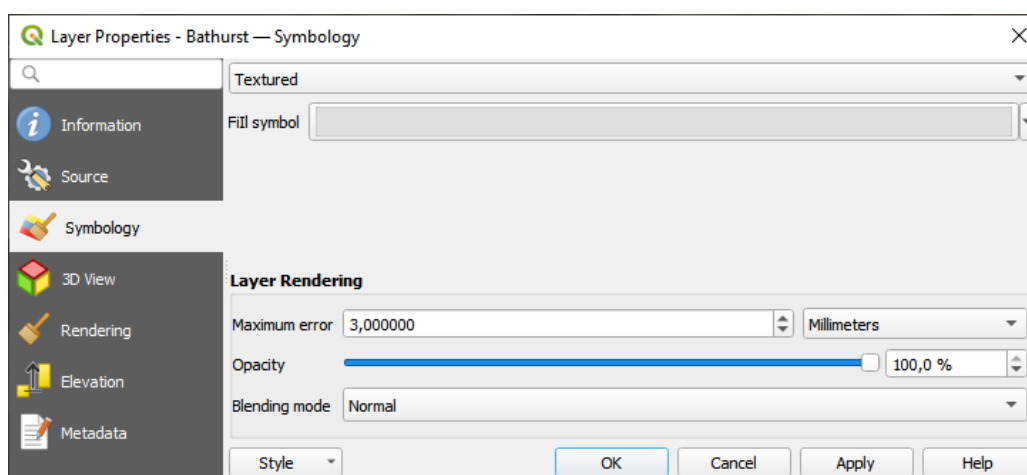 Layer Properties - Bathurst — Symbology
Textured
Information
Fill symbol
Source
Symbology
3D View
Layer Rendering
Rendering
Maximum error 3,000000 Millimeters
Opacity 100,0 %
Elevation
Blending mode Normal
Metadata
Style OK Cancel Apply Help